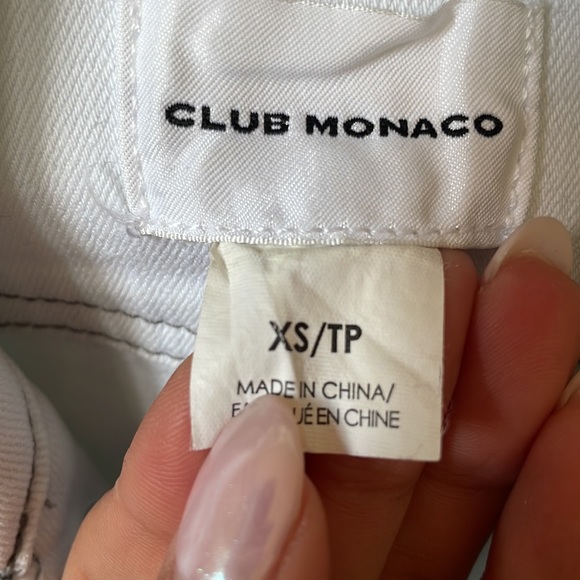 CLUB MONACO
XS/TP
MADE IN CHINA/
EN CHINE